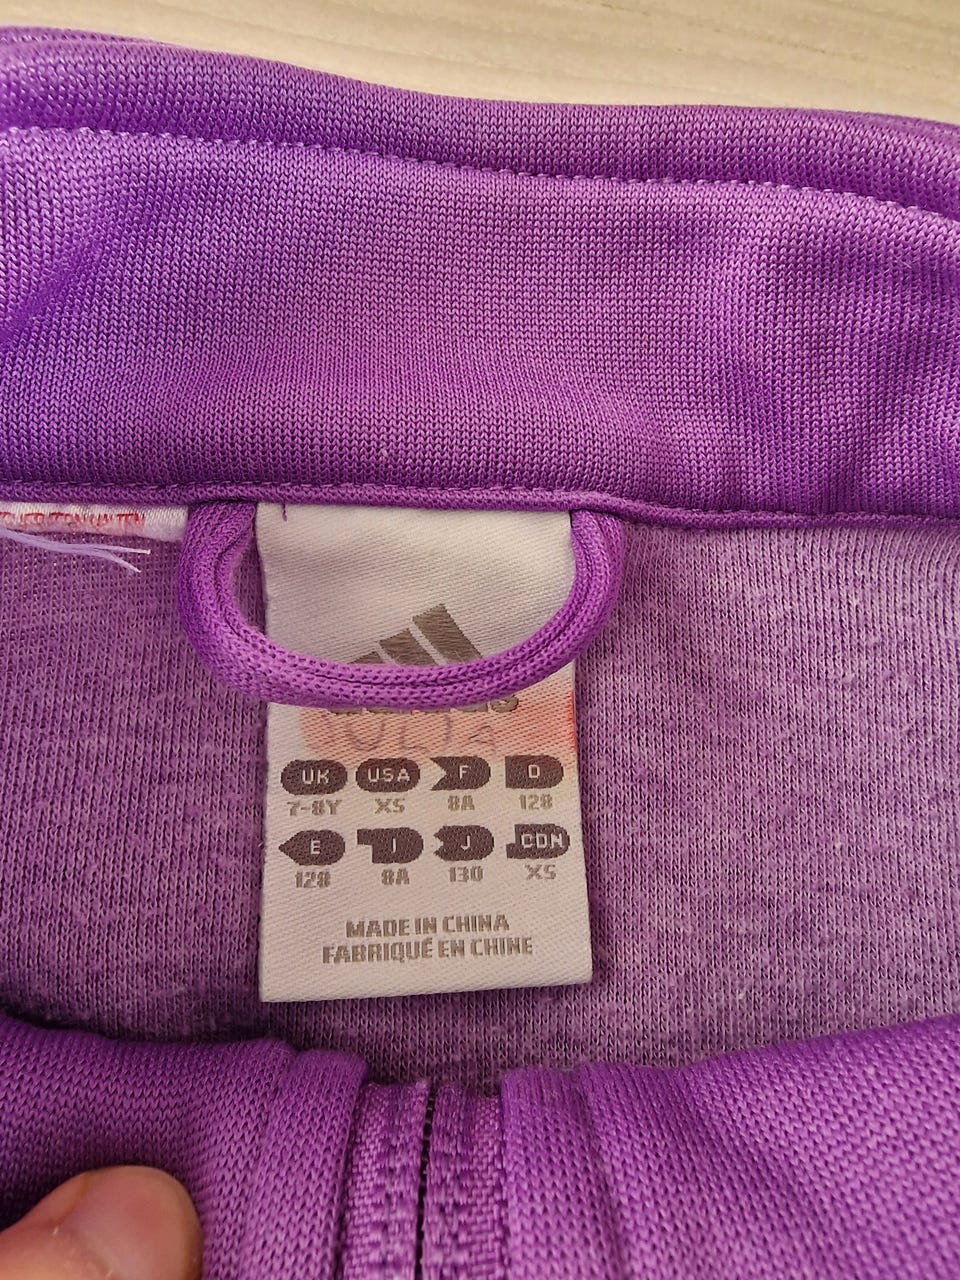 UK USA F D
7-8Y XS 8A 128
E I J CDN
128 8A 130 XS
MADE IN CHINA
FABRIQUÉ EN CHINE